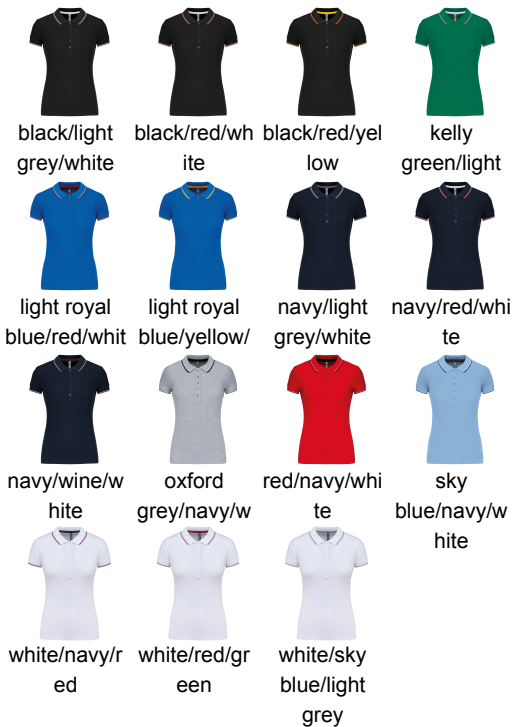 black/light
grey/white
black/red/wh
ite
black/red/yel
low
kelly
green/light
light royal
blue/red/whit
light royal
blue/yellow/
navy/light
grey/white
navy/red/whi
te
navy/wine/w
hite
oxford
grey/navy/w
red/navy/whi
te
sky
blue/navy/w
hite
white/navy/r
ed
white/red/gr
een
white/sky
blue/light
grey